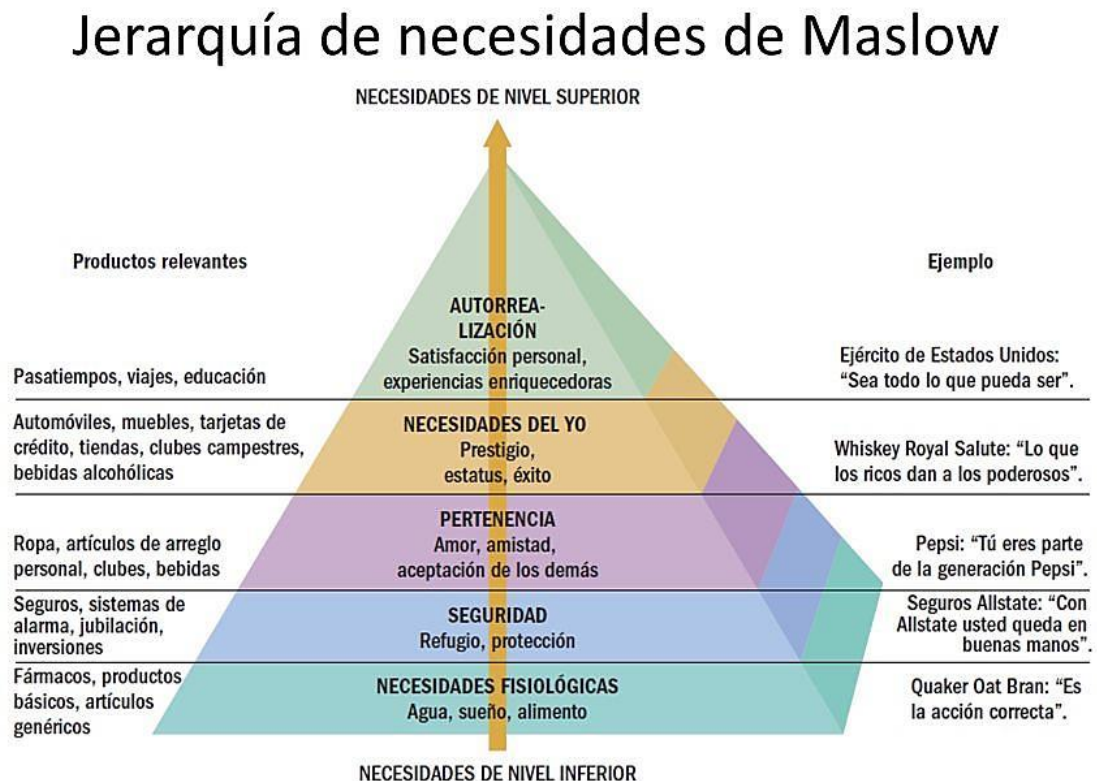 Jerarquía de necesidades de Maslow
NECESIDADES DE NIVEL SUPERIOR
Productos relevantes
Ejemplo
AUTORREA-
LIZACIÓN
Satisfacción personal,
experiencias enriquecedoras
Pasatiempos, viajes, educación
Ejército de Estados Unidos:
“Sea todo lo que pueda ser”.
Automóviles, muebles, tarjetas de
crédito, tiendas, clubes campestres,
bebidas alcohólicas
NECESIDADES DEL YO
Prestigio,
estatus, éxito
Whiskey Royal Salute: “Lo que
los ricos dan a los poderosos”.
Ropa, artículos de arreglo
personal, clubes, bebidas
PERTENENCIA
Amor, amistad,
aceptación de los demás
Pepsi: “Tú eres parte
de la generación Pepsi”.
Seguros, sistemas de
alarma, jubilación,
inversiones
SEGURIDAD
Refugio, protección
Seguros Allstate: “Con
Allstate usted queda en
buenas manos”.
Fármacos, productos
básicos, artículos
genéricos
NECESIDADES FISIOLÓGICAS
Agua, sueño, alimento
Quaker Oat Bran: “Es
la acción correcta”.
NECESIDADES DE NIVEL INFERIOR